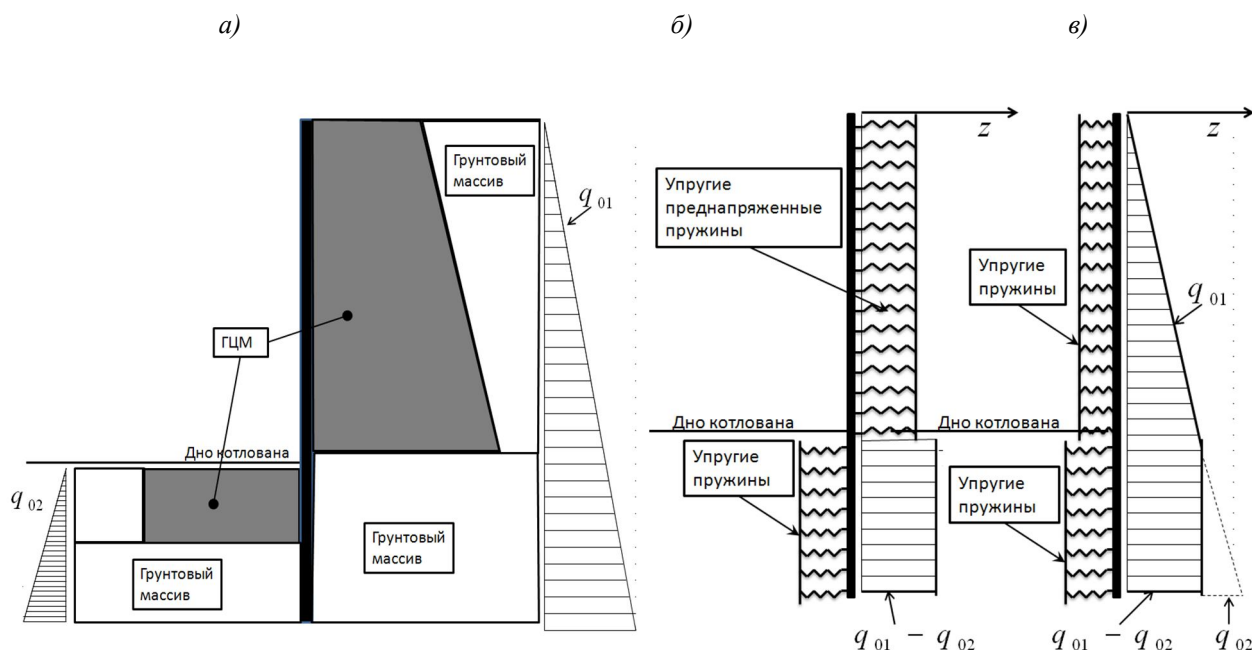 а)
б)
в)
Грунтовый
массив
q 01
ГЦМ
Дно котлована
q 02
Грунтовый
массив
Грунтовый
массив
z
Упругие
преднапряженные
пружины
Дно котлована
Упругие
пружины
q 01 − q 02
z
Упругие
пружины
q 01
Дно котлована
Упругие
пружины
q 01 − q 02
q 02